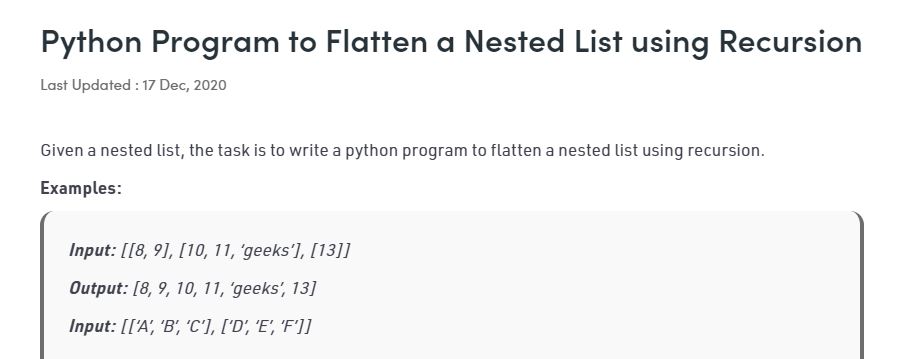 Python Program to Flatten a Nested List using Recursion
Last Updated : 17 Dec, 2020
Given a nested list, the task is to write a python program to flatten a nested list using recursion.
Examples:
Input: [[8, 9], [10, 11, ‘geeks’], [13]]
Output: [8, 9, 10, 11, ‘geeks’, 13]
Input: [[‘A’, ‘B’, ‘C’], [‘D’, ‘E’, ‘F’]]